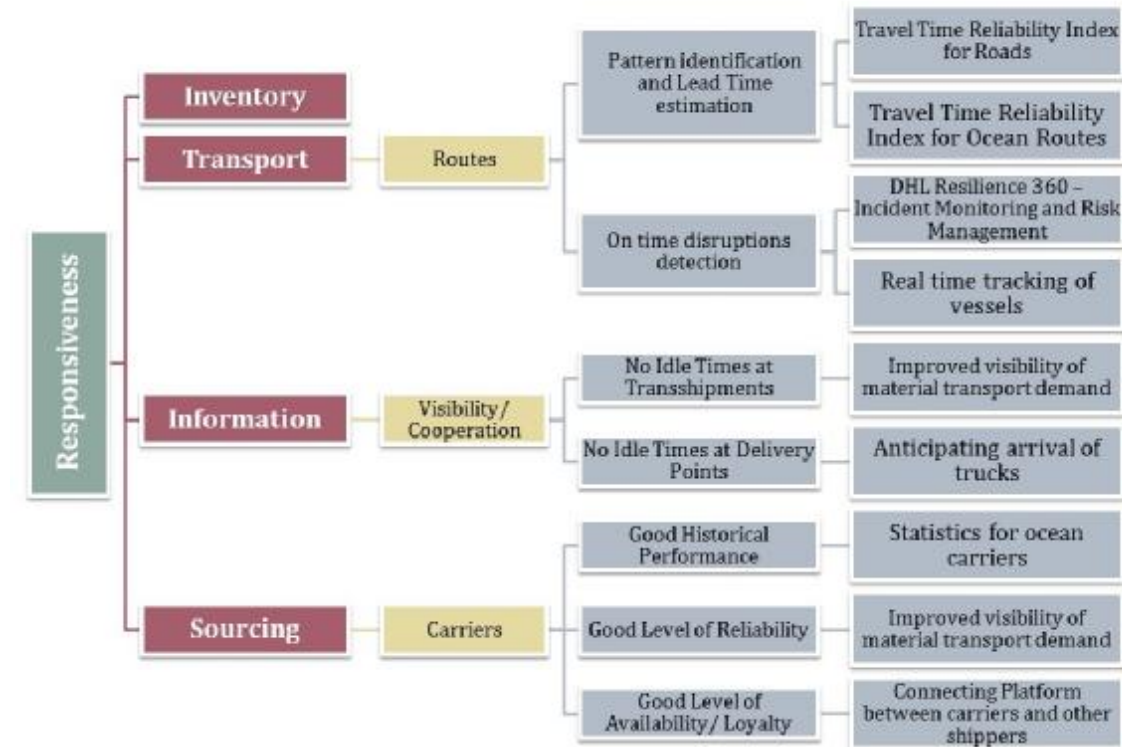 Responsiveness
Inventory
Transport
Routes
Pattern identification
and Lead Time
estimation
Travel Time Reliability Index
for Roads
Travel Time Reliability
Index for Ocean Routes
On time disruptions
detection
DHL Resilience 360 –
Incident Monitoring and Risk
Management
Real time tracking of
vessels
Information
Visibility/
Cooperation
No Idle Times at
Transshipments
Improved visibility of
material transport demand
No Idle Times at Delivery
Points
Anticipating arrival of
trucks
Sourcing
Carriers
Good Historical
Performance
Statistics for ocean
carriers
Good Level of Reliability
Improved visibility of
material transport demand
Good Level of
Availability/ Loyalty
Connecting Platform
between carriers and other
shippers